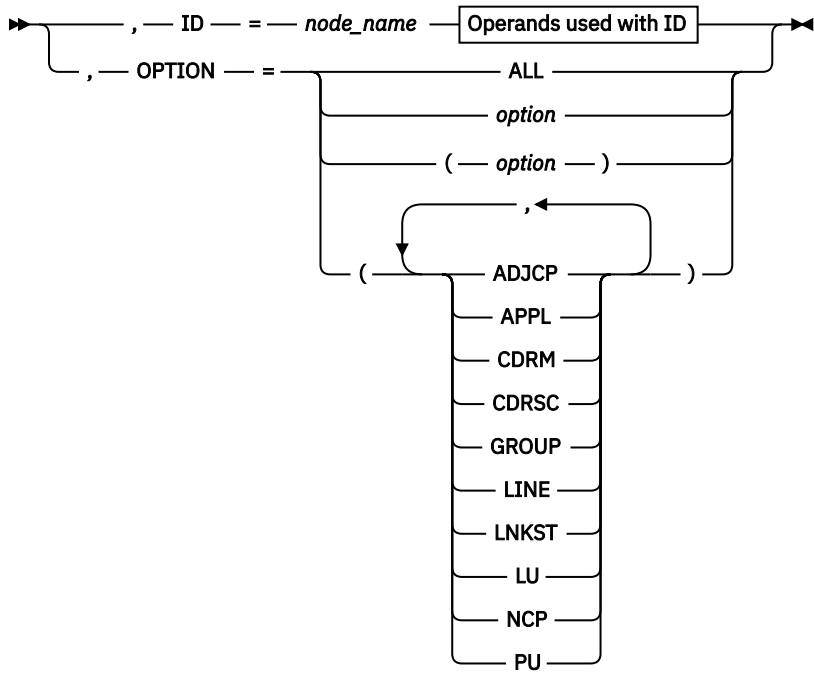 , ID = node_name Operands used with ID
, OPTION = ALL
option
( option )
,
( ADJCP )
APPL
CDRM
CDRSC
GROUP
LINE
LNKST
LU
NCP
PU